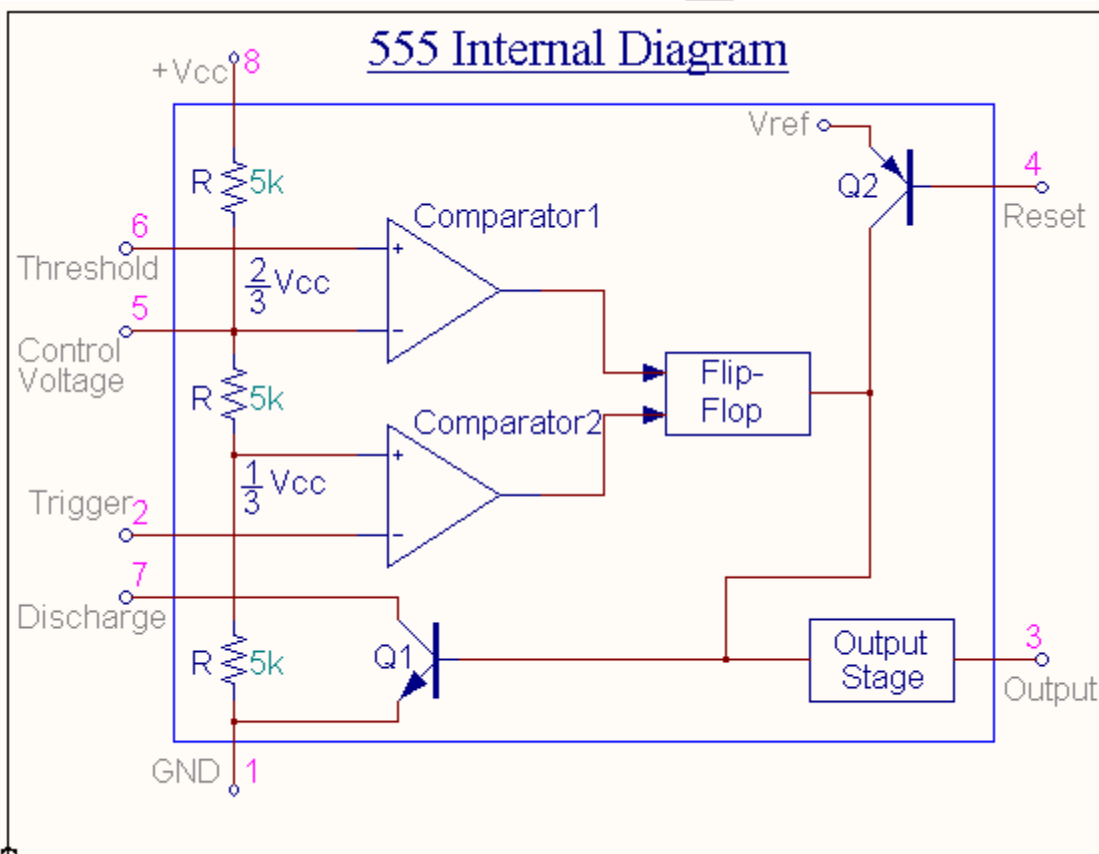 555 Internal Diagram
+Vcc
8
Vref
Q2
4
Reset
R
5k
Comparator1
6
Threshold
2/3 Vcc
5
Control
Voltage
Flip-
Flop
R
5k
Comparator2
1/3 Vcc
Trigger
2
7
Discharge
Q1
R
5k
Output
Stage
3
Output
GND
1